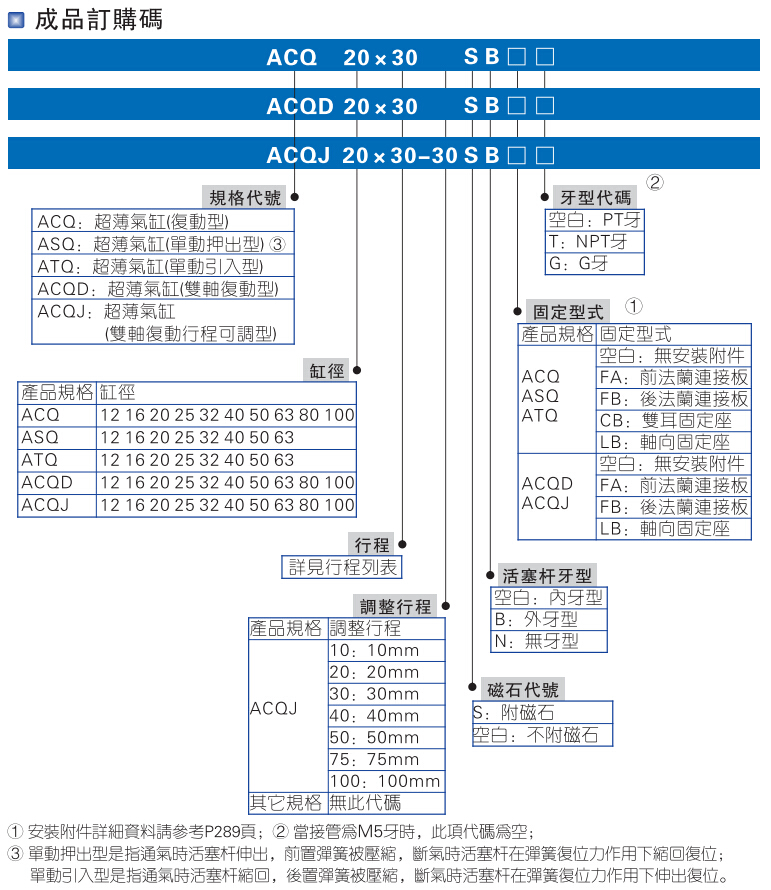 成品訂購碼
ACQ 20×30 S B □ □
ACQD 20×30 S B □ □
ACQJ 20×30-30 S B □ □
規格代號
ACQ：超薄氣缸(復動型)
ASQ：超薄氣缸(單動押出型)③
ATQ：超薄氣缸(單動引入型)
ACQD：超薄氣缸(雙軸復動型)
ACQJ：超薄氣缸
(雙軸復動行程可調型)
牙型代碼 ②
空白：PT牙
T：NPT牙
G：G牙
固定型式 ①
產品規格 固定型式
ACQ
ASQ
ATQ
空白：無安裝附件
FA：前法蘭連接板
FB：後法蘭連接板
CB：雙耳固定座
LB：軸向固定座
ACQD
ACQJ
空白：無安裝附件
FA：前法蘭連接板
FB：後法蘭連接板
LB：軸向固定座
缸徑
產品規格 缸徑
ACQ 12 16 20 25 32 40 50 63 80 100
ASQ 12 16 20 25 32 40 50 63
ATQ 12 16 20 25 32 40 50 63
ACQD 12 16 20 25 32 40 50 63 80 100
ACQJ 12 16 20 25 32 40 50 63 80 100
行程
詳見行程列表
活塞杆牙型
空白：內牙型
B：外牙型
N：無牙型
調整行程
產品規格 調整行程
ACQJ
10：10mm
20：20mm
30：30mm
40：40mm
50：50mm
75：75mm
100：100mm
其它規格 無此代碼
磁石代號
S：附磁石
空白：不附磁石
① 安裝附件詳細資料請參考P289頁；② 當接管爲M5牙時，此項代碼爲空；
③ 單動押出型是指通氣時活塞杆伸出，前置彈簧被壓縮，斷氣時活塞杆在彈簧復位力作用下縮回復位；
單動引入型是指通氣時活塞杆縮回，後置彈簧被壓縮，斷氣時活塞杆在彈簧復位力作用下伸出復位。